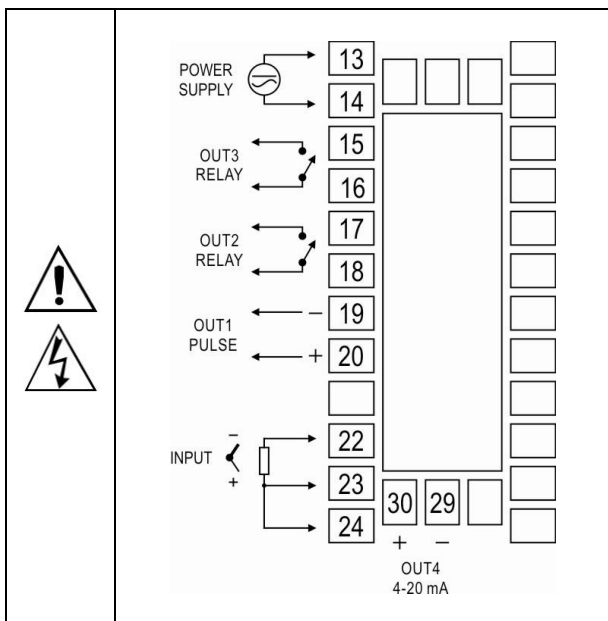 POWER
SUPPLY
13
14
OUT3
RELAY
15
16
OUT2
RELAY
17
18
OUT1
PULSE
− 19
+ 20
INPUT
−
+
22
23
24
30 29
+ −
OUT4
4-20 mA